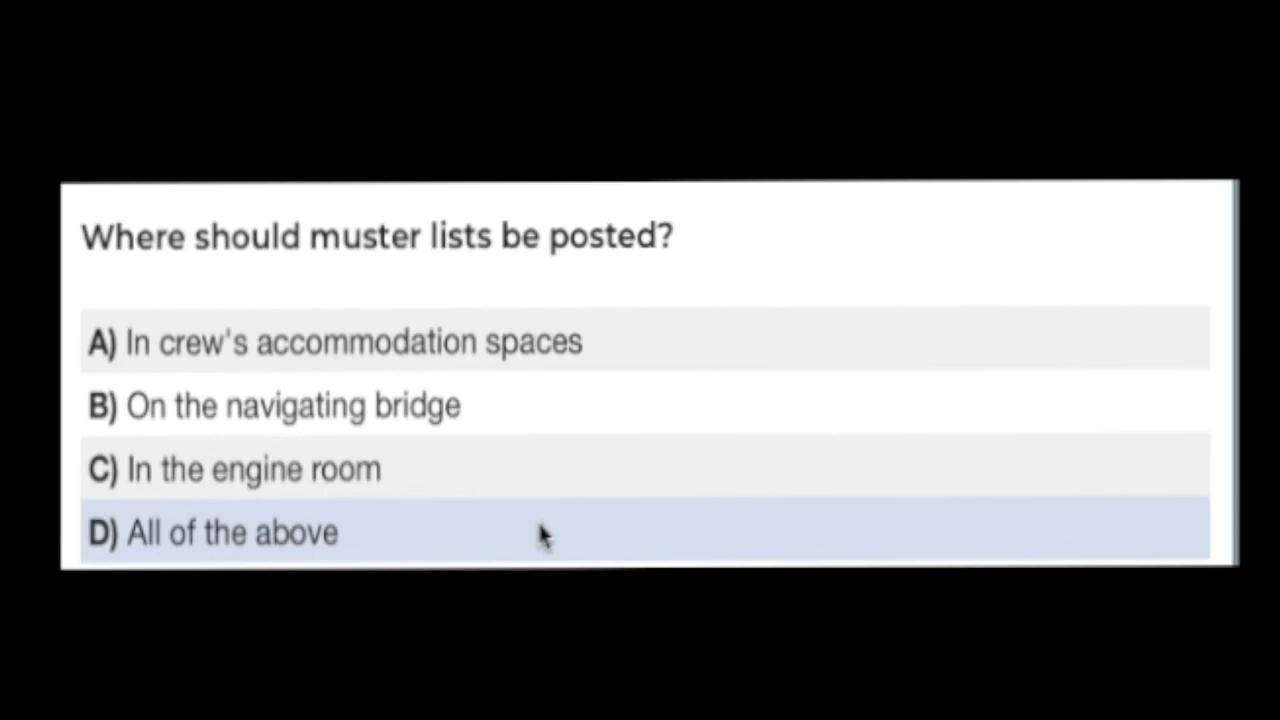 Where should muster lists be posted?
A) In crew's accommodation spaces
B) On the navigating bridge
C) In the engine room
D) All of the above